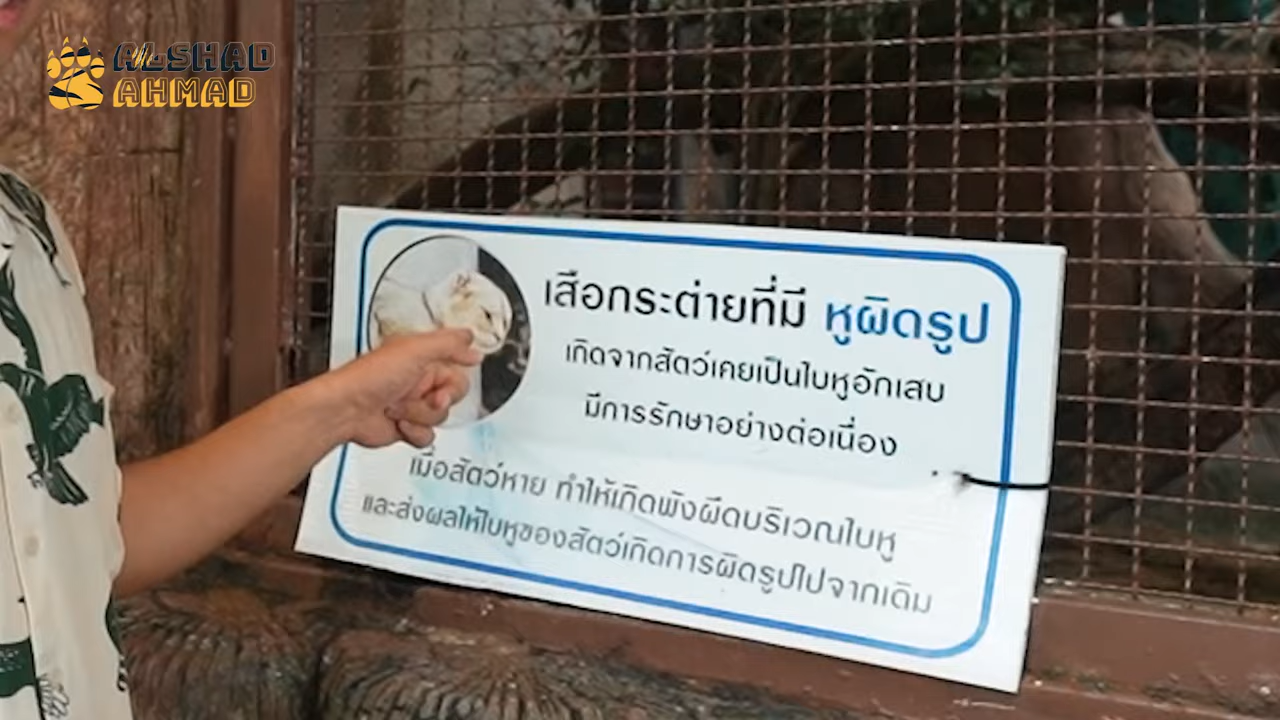 the
ALSHAD
AHMAD
เสือกระต่ายที่มี หูผิดรูป
เกิดจากสัตว์เคยเป็นใบหูอักเสบ
มีการรักษาอย่างต่อเนื่อง
เมื่อสัตว์หาย ทำให้เกิดพังผืดบริเวณใบหู
และส่งผลให้ใบหูของสัตว์เกิดการผิดรูปไปจากเดิม